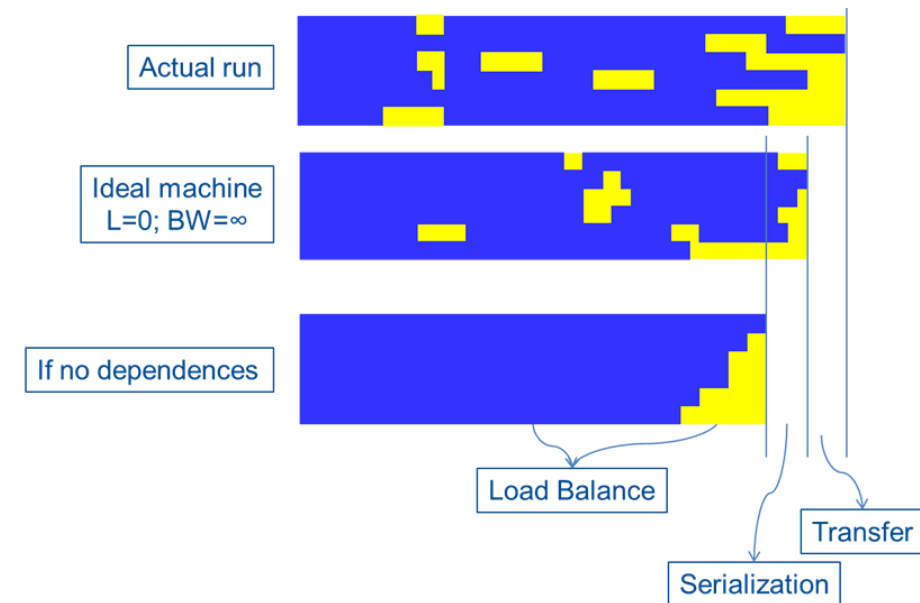 Actual run
Ideal machine
L=0; BW=∞
If no dependences
Load Balance
Transfer
Serialization